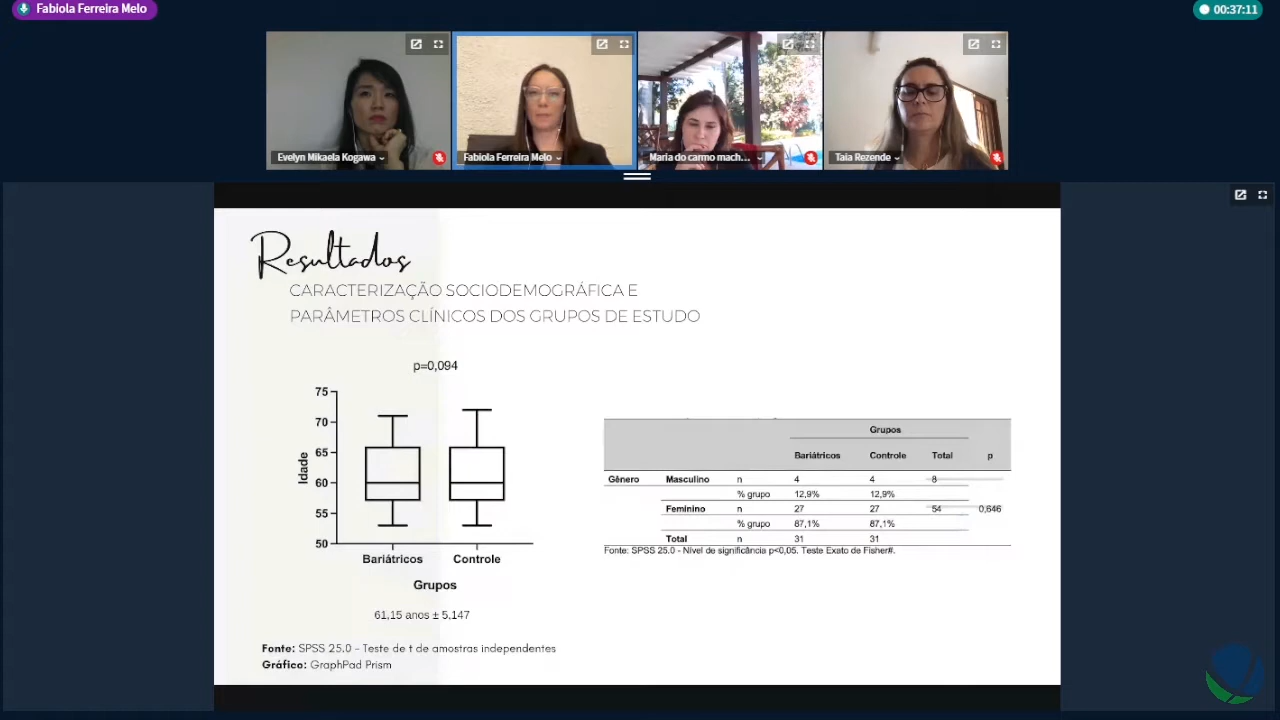 Fabiola Ferreira Melo
00:37:11
Evelyn Mikaela Kogawa
Fabiola Ferreira Melo
Maria do carmo mach...
Taia Rezende
Resultados
CARACTERIZAÇÃO SOCIODEMOGRÁFICA E
PARÂMETROS CLÍNICOS DOS GRUPOS DE ESTUDO
p=0,094
75
70
65
60
55
50
Idade
Bariátricos Controle
Grupos
61,15 anos ± 5,147
Fonte: SPSS 25.0 - Teste de t de amostras independentes
Gráfico: GraphPad Prism
Grupos
Bariátricos Controle Total p
Gênero Masculino n 4 4 8
% grupo 12,9% 12,9%
Feminino n 27 27 54 0,646
% grupo 87,1% 87,1%
Total n 31 31
Fonte: SPSS 25.0 - Nível de significância p<0,05. Teste Exato de Fisher#.